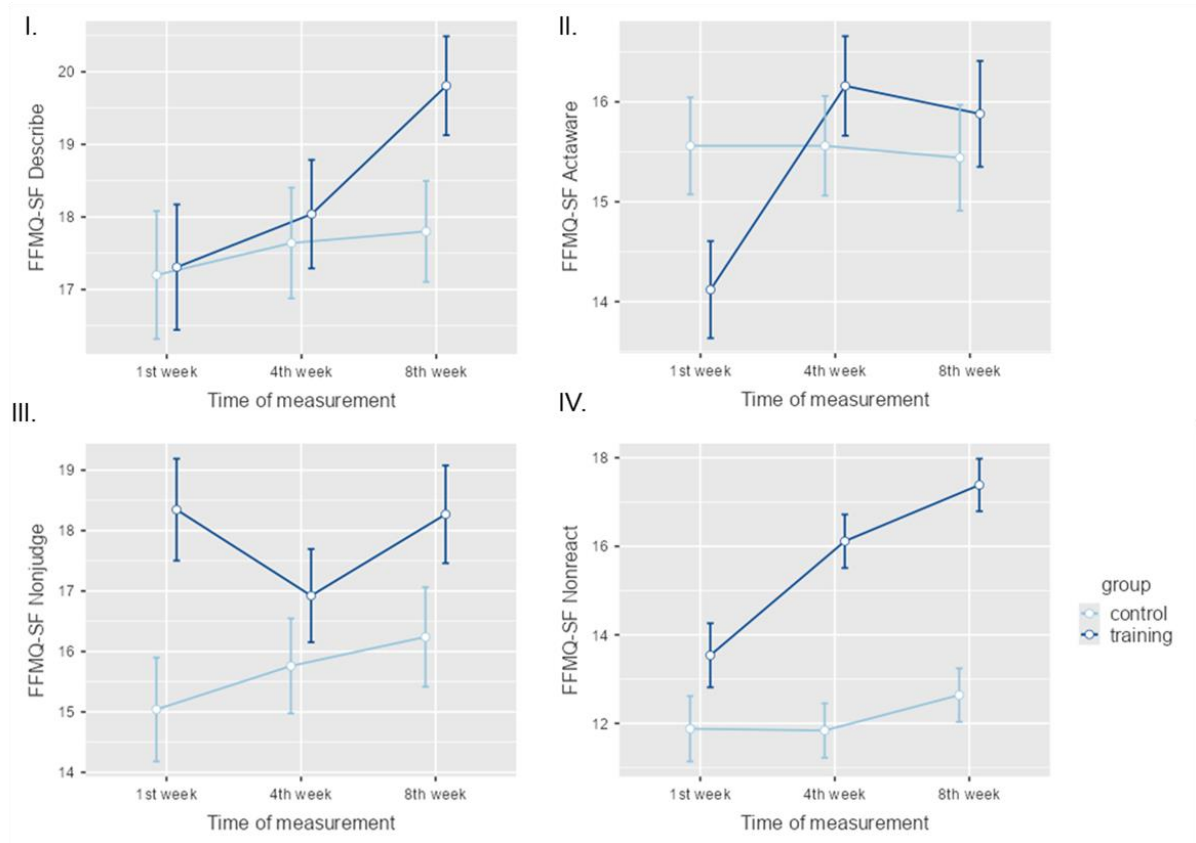 I.
FFMQ-SF Describe
20
19
18
17
1st week 4th week 8th week
Time of measurement
II.
FFMQ-SF Actaware
16
15
14
1st week 4th week 8th week
Time of measurement
III.
FFMQ-SF Nonjudge
19
18
17
16
15
14
1st week 4th week 8th week
Time of measurement
IV.
FFMQ-SF Nonreact
18
16
14
12
1st week 4th week 8th week
Time of measurement
group
control
training